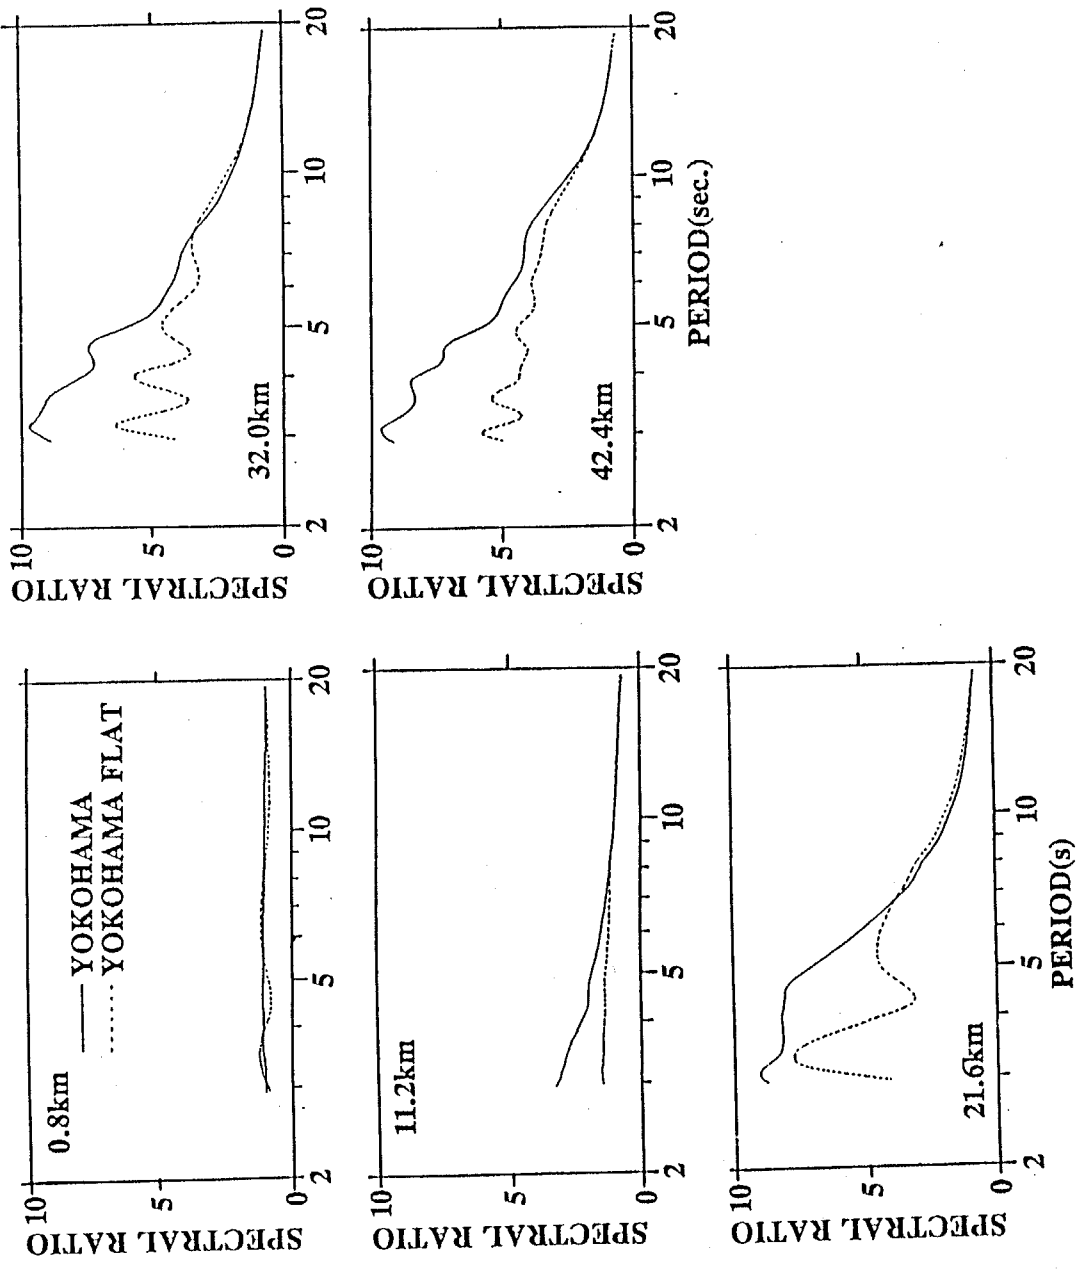 0.8km
YOKOHAMA
YOKOHAMA FLAT
SPECTRAL RATIO
10
5
0
2
5
10
20
11.2km
SPECTRAL RATIO
10
5
0
2
5
10
20
21.6km
SPECTRAL RATIO
10
5
0
2
5
10
20
PERIOD(s)
32.0km
SPECTRAL RATIO
10
5
0
2
5
10
20
42.4km
SPECTRAL RATIO
10
5
0
2
5
10
20
PERIOD(sec.)